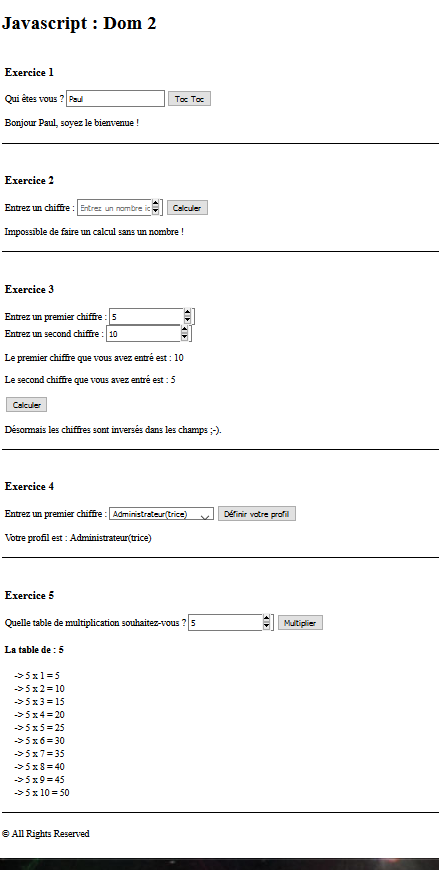 Javascript : Dom 2
Exercice 1
Qui êtes vous ? Paul Toc Toc
Bonjour Paul, soyez le bienvenue !
Exercice 2
Entrez un chiffre : Entrez un nombre ic Calculer
Impossible de faire un calcul sans un nombre !
Exercice 3
Entrez un premier chiffre : 5
Entrez un second chiffre : 10
Le premier chiffre que vous avez entré est : 10
Le second chiffre que vous avez entré est : 5
Calculer
Désormais les chiffres sont inversés dans les champs ;-).
Exercice 4
Entrez un premier chiffre : Administrateur(trice) Définir votre profil
Votre profil est : Administrateur(trice)
Exercice 5
Quelle table de multiplication souhaitez-vous ? 5 Multiplier
La table de : 5
-> 5 x 1 = 5
-> 5 x 2 = 10
-> 5 x 3 = 15
-> 5 x 4 = 20
-> 5 x 5 = 25
-> 5 x 6 = 30
-> 5 x 7 = 35
-> 5 x 8 = 40
-> 5 x 9 = 45
-> 5 x 10 = 50
© All Rights Reserved